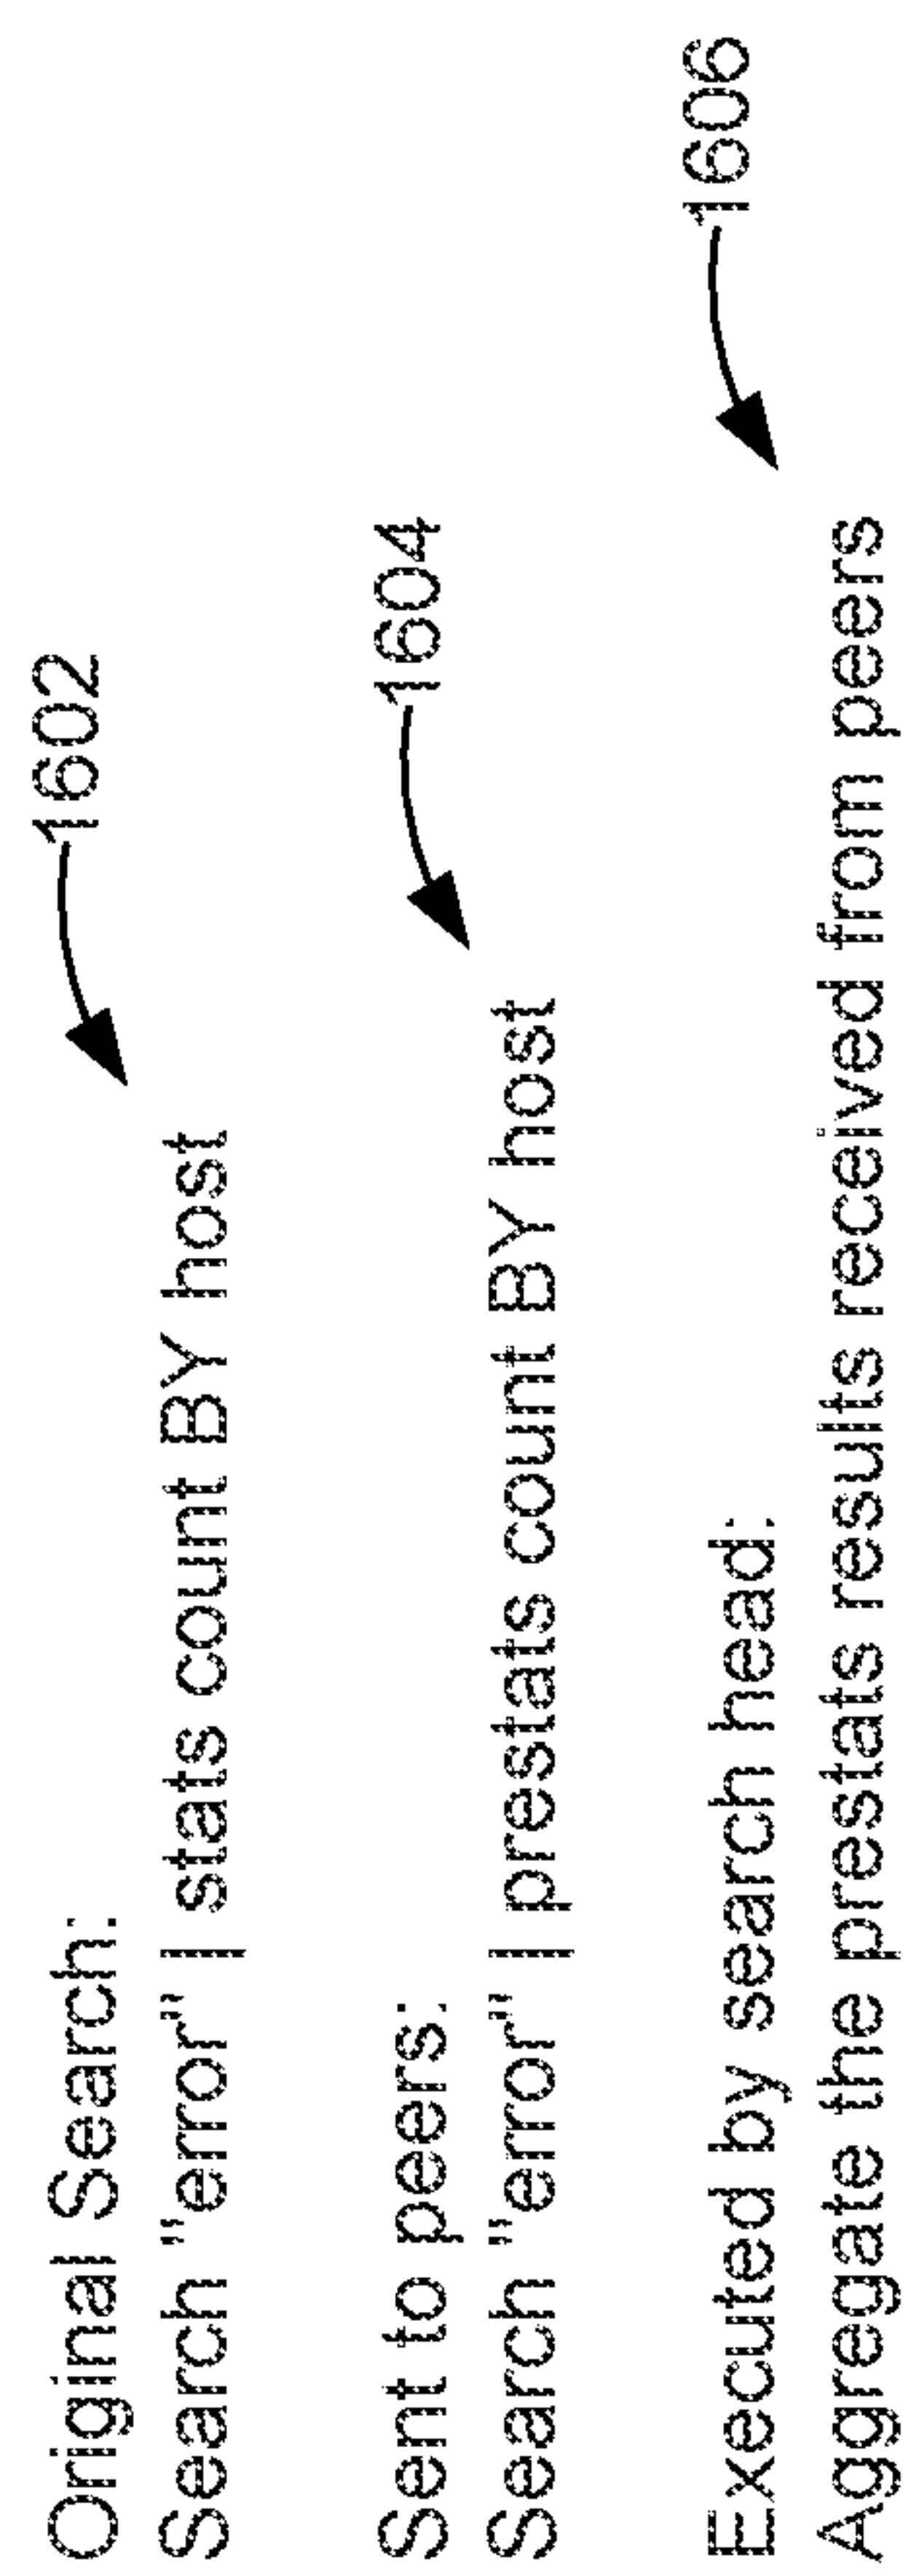 Original Search:
1602
Search "error" | stats count BY host
Sent to peers:
1604
Search "error" | prestats count BY host
Executed by search head:
1606
Aggregate the prestats results received from peers